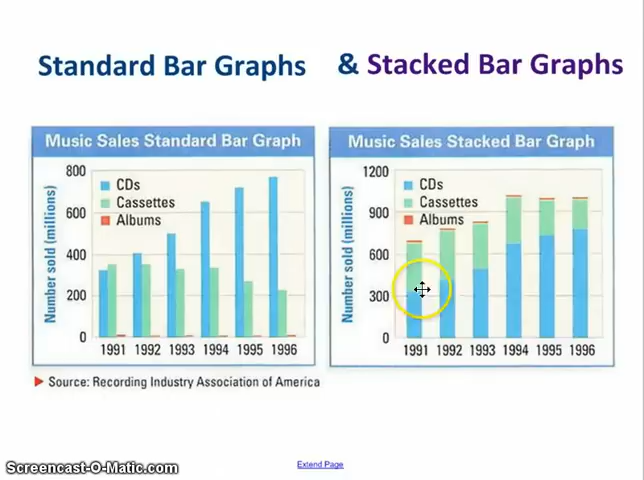 Standard Bar Graphs & Stacked Bar Graphs
Music Sales Standard Bar Graph
Number sold (millions)
800
600
400
200
0
CDs
Cassettes
Albums
1991 1992 1993 1994 1995 1996
Source: Recording Industry Association of America
Music Sales Stacked Bar Graph
Number sold (millions)
1200
900
600
300
0
CDs
Cassettes
Albums
1991 1992 1993 1994 1995 1996
Extend Page
Screencast-O-Matic.com